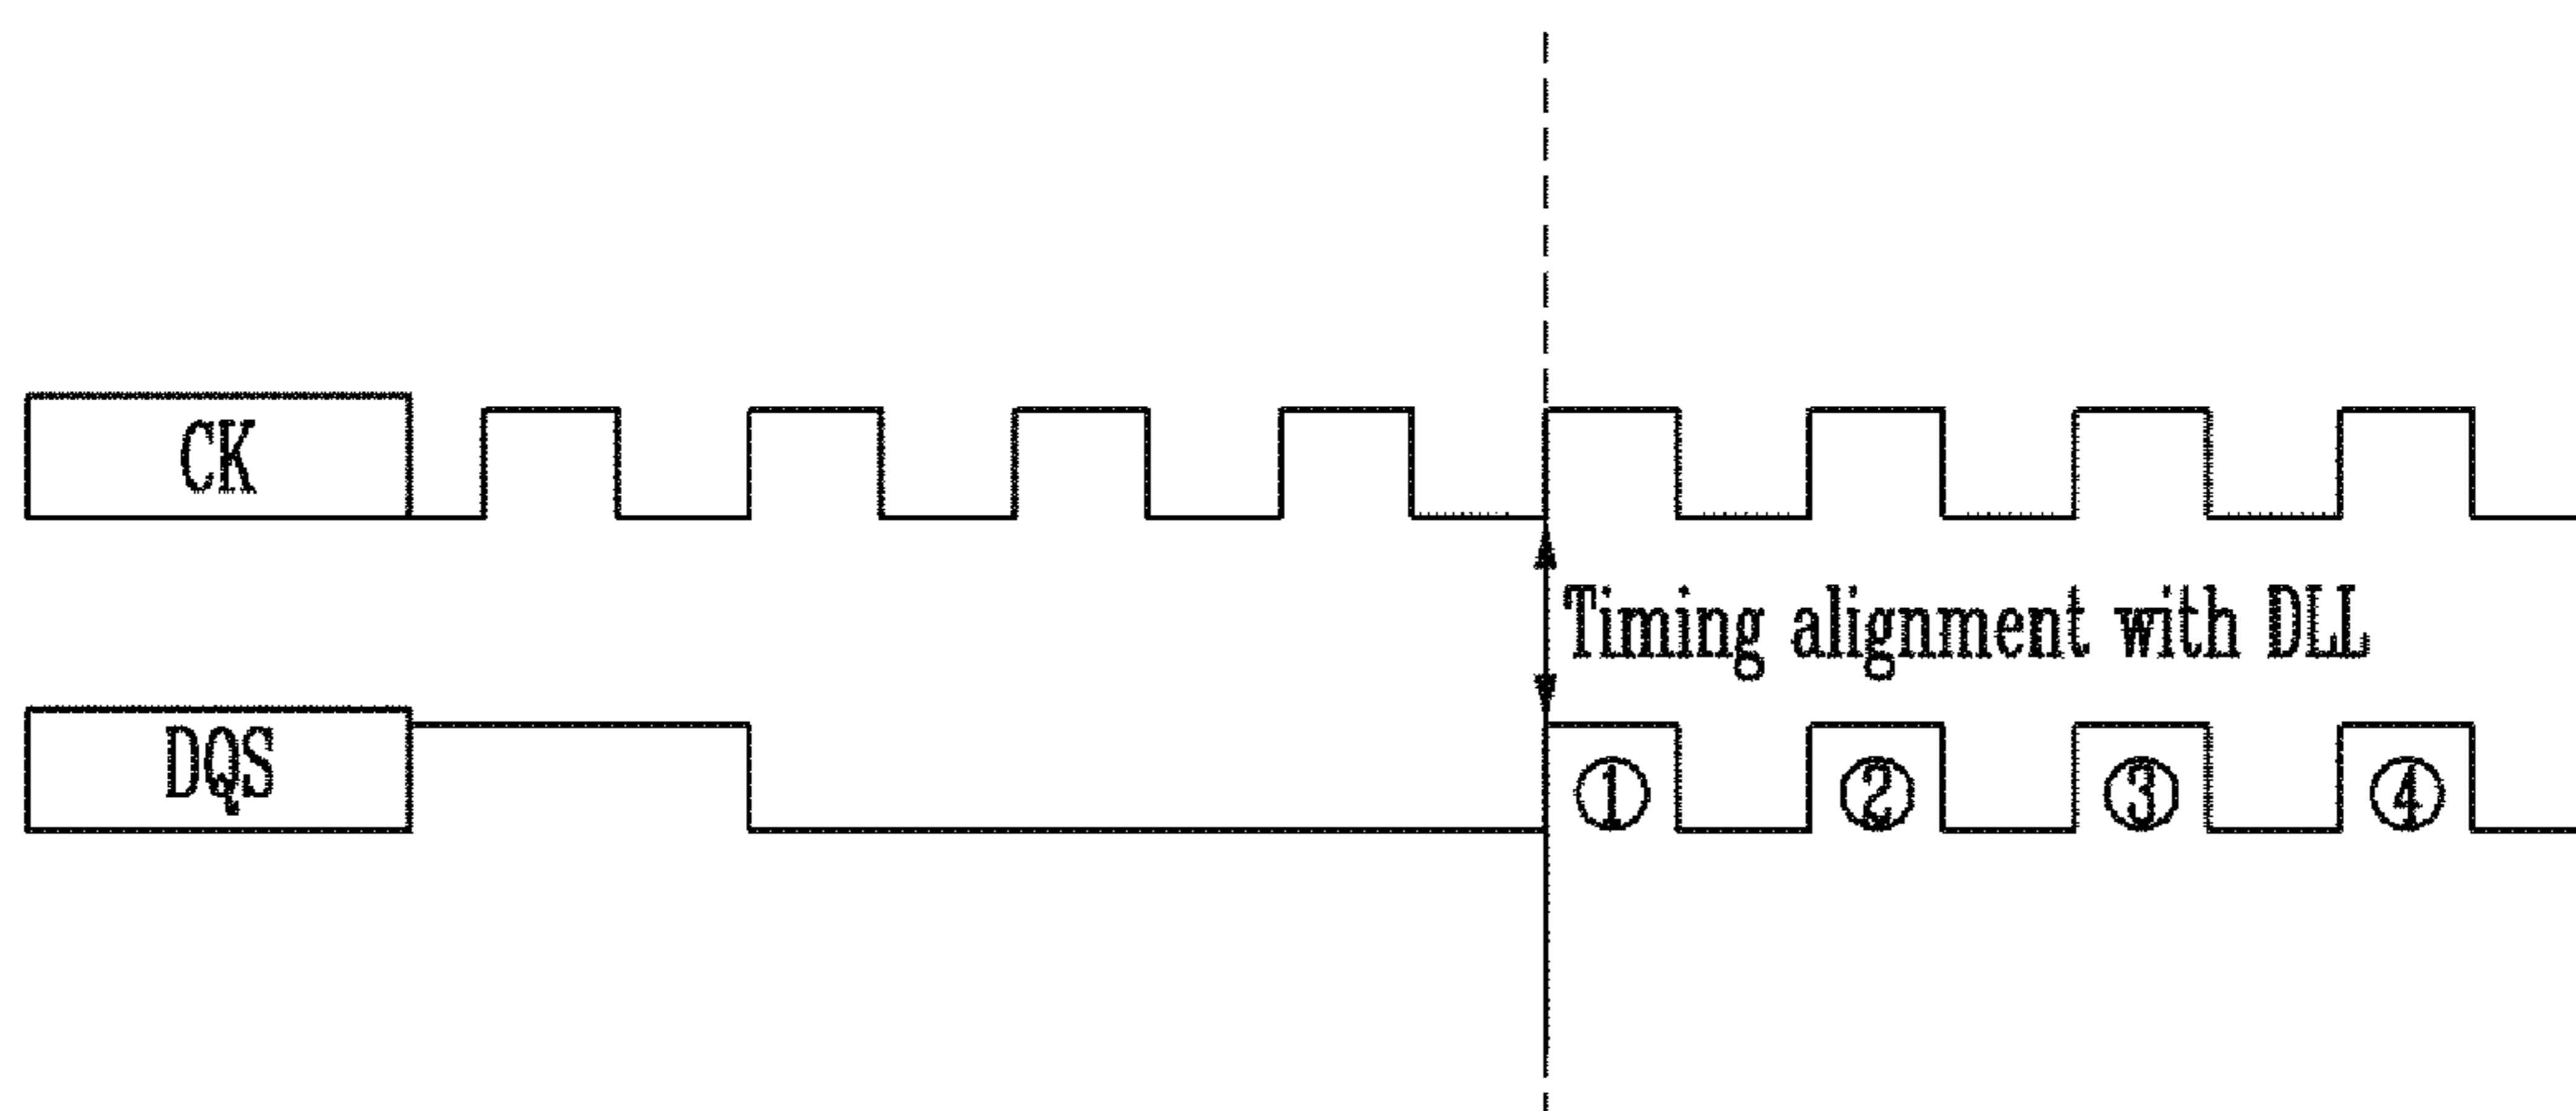 CK
Timing alignment with DLL
DQS
① ② ③ ④